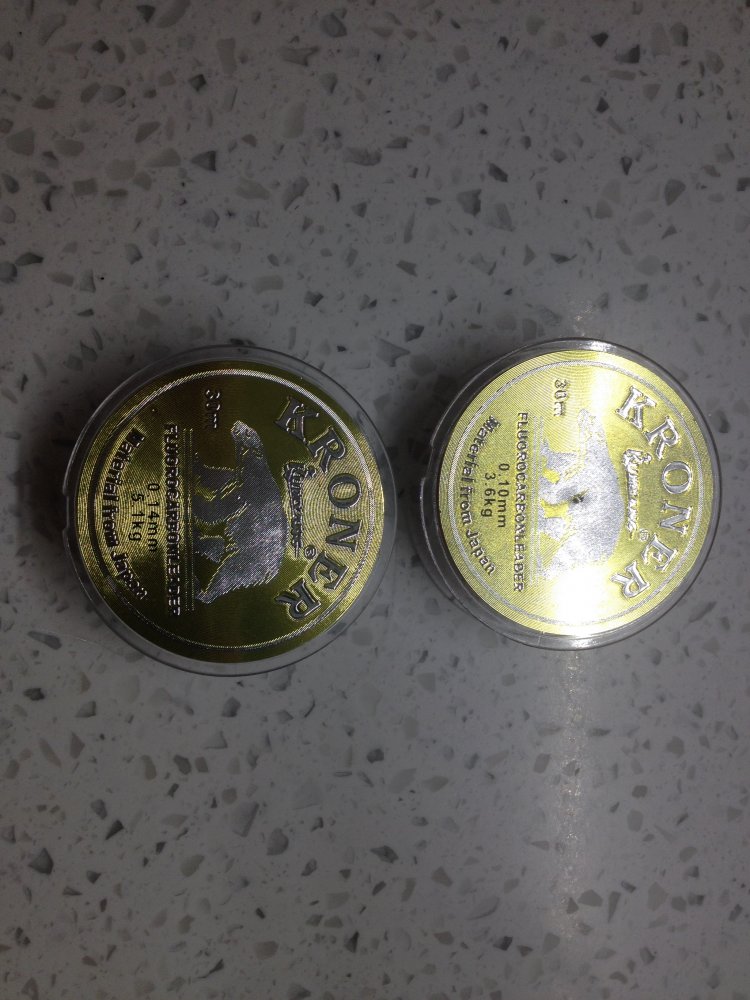 KRONER
30m
FLUOROCARBON LEADER
0.14mm
5.1kg
Material from Japan
KRONER
30m
FLUOROCARBON LEADER
0.10mm
3.6kg
Material from Japan